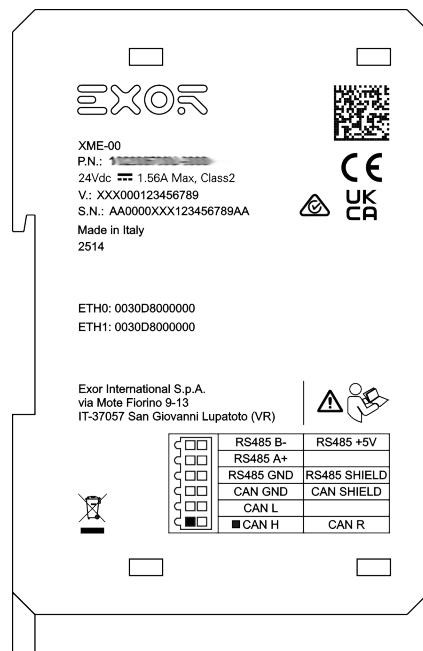 EXOR
XME-00
P.N.:
24Vdc 1.56A Max, Class2
V.: XXX000123456789
S.N.: AA0000XXX123456789AA
Made in Italy
2514
CE
UK
CA
ETH0: 0030D8000000
ETH1: 0030D8000000
Exor International S.p.A.
via Mote Fiorino 9-13
IT-37057 San Giovanni Lupatoto (VR)
RS485 B- RS485 +5V
RS485 A+
RS485 GND RS485 SHIELD
CAN GND CAN SHIELD
CAN L
CAN H CAN R